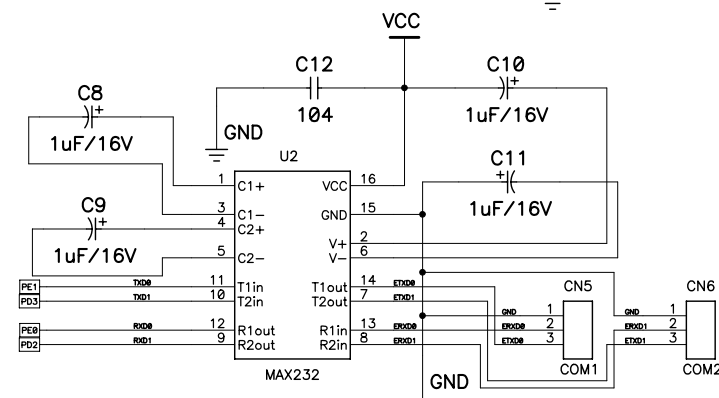 VCC
C12
104
GND
C10
+
1uF/16V
C8
+
1uF/16V
C11
+
1uF/16V
C9
+
1uF/16V
U2
1 C1+ VCC 16
3 C1- GND 15
4 C2+
V+ 2
5 C2- V- 6
PE1 TXD0 11 T1in T1out 14 ETXD0
PD3 TXD1 10 T2in T2out 7 ETXD1
PE0 RXD0 12 R1out R1in 13 ERXD0
PD2 RXD1 9 R2out R2in 8 ERXD1
MAX232
GND
CN5
GND 1
ERXD0 2
ETXD0 3
COM1
CN6
GND 1
ERXD1 2
ETXD1 3
COM2